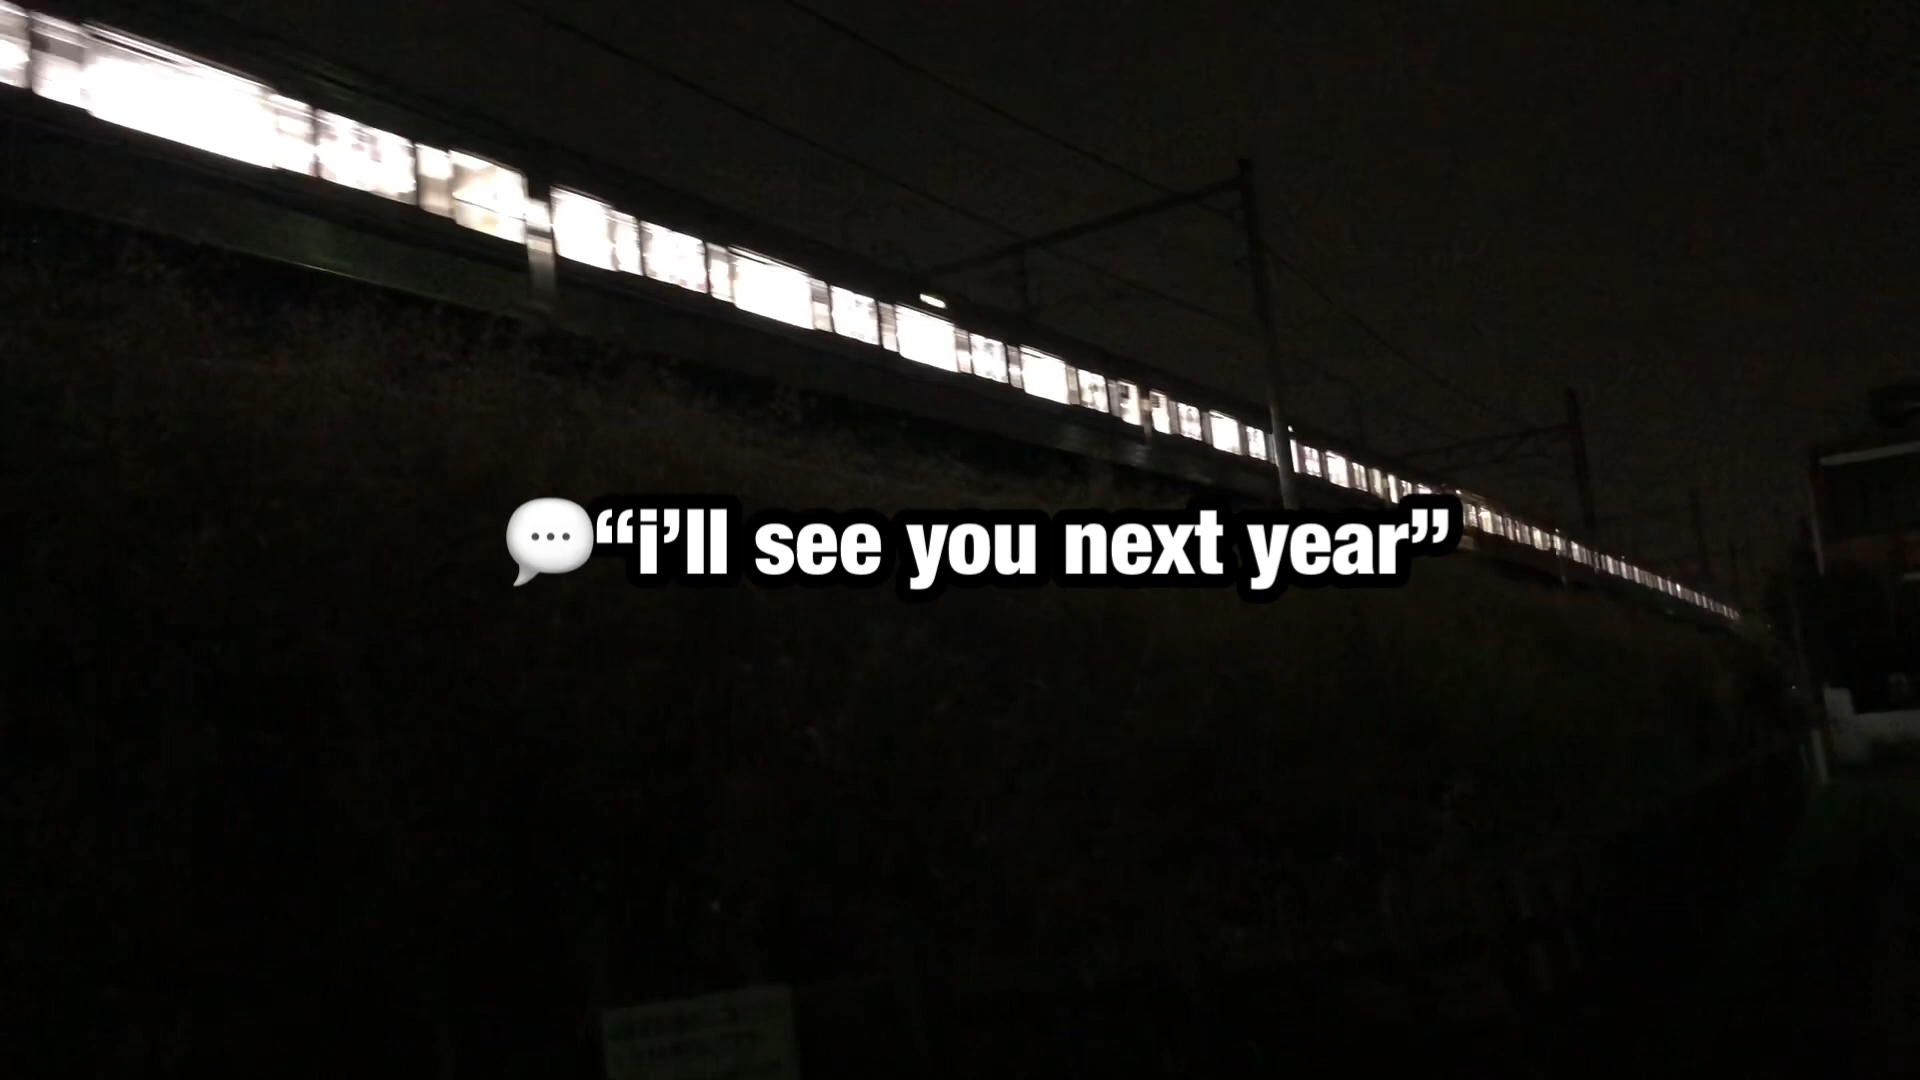 💬“i’ll see you next year”